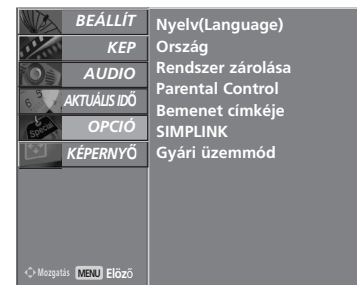 BEÁLLÍT
KEP
AUDIO
AKTUÁLIS IDŐ
OPCIÓ
KÉPERNYŐ
Nyelv(Language)
Ország
Rendszer zárolása
Parental Control
Bemenet címkéje
SIMPLINK
Gyári üzemmód
Special
Mozgatás MENU Előző